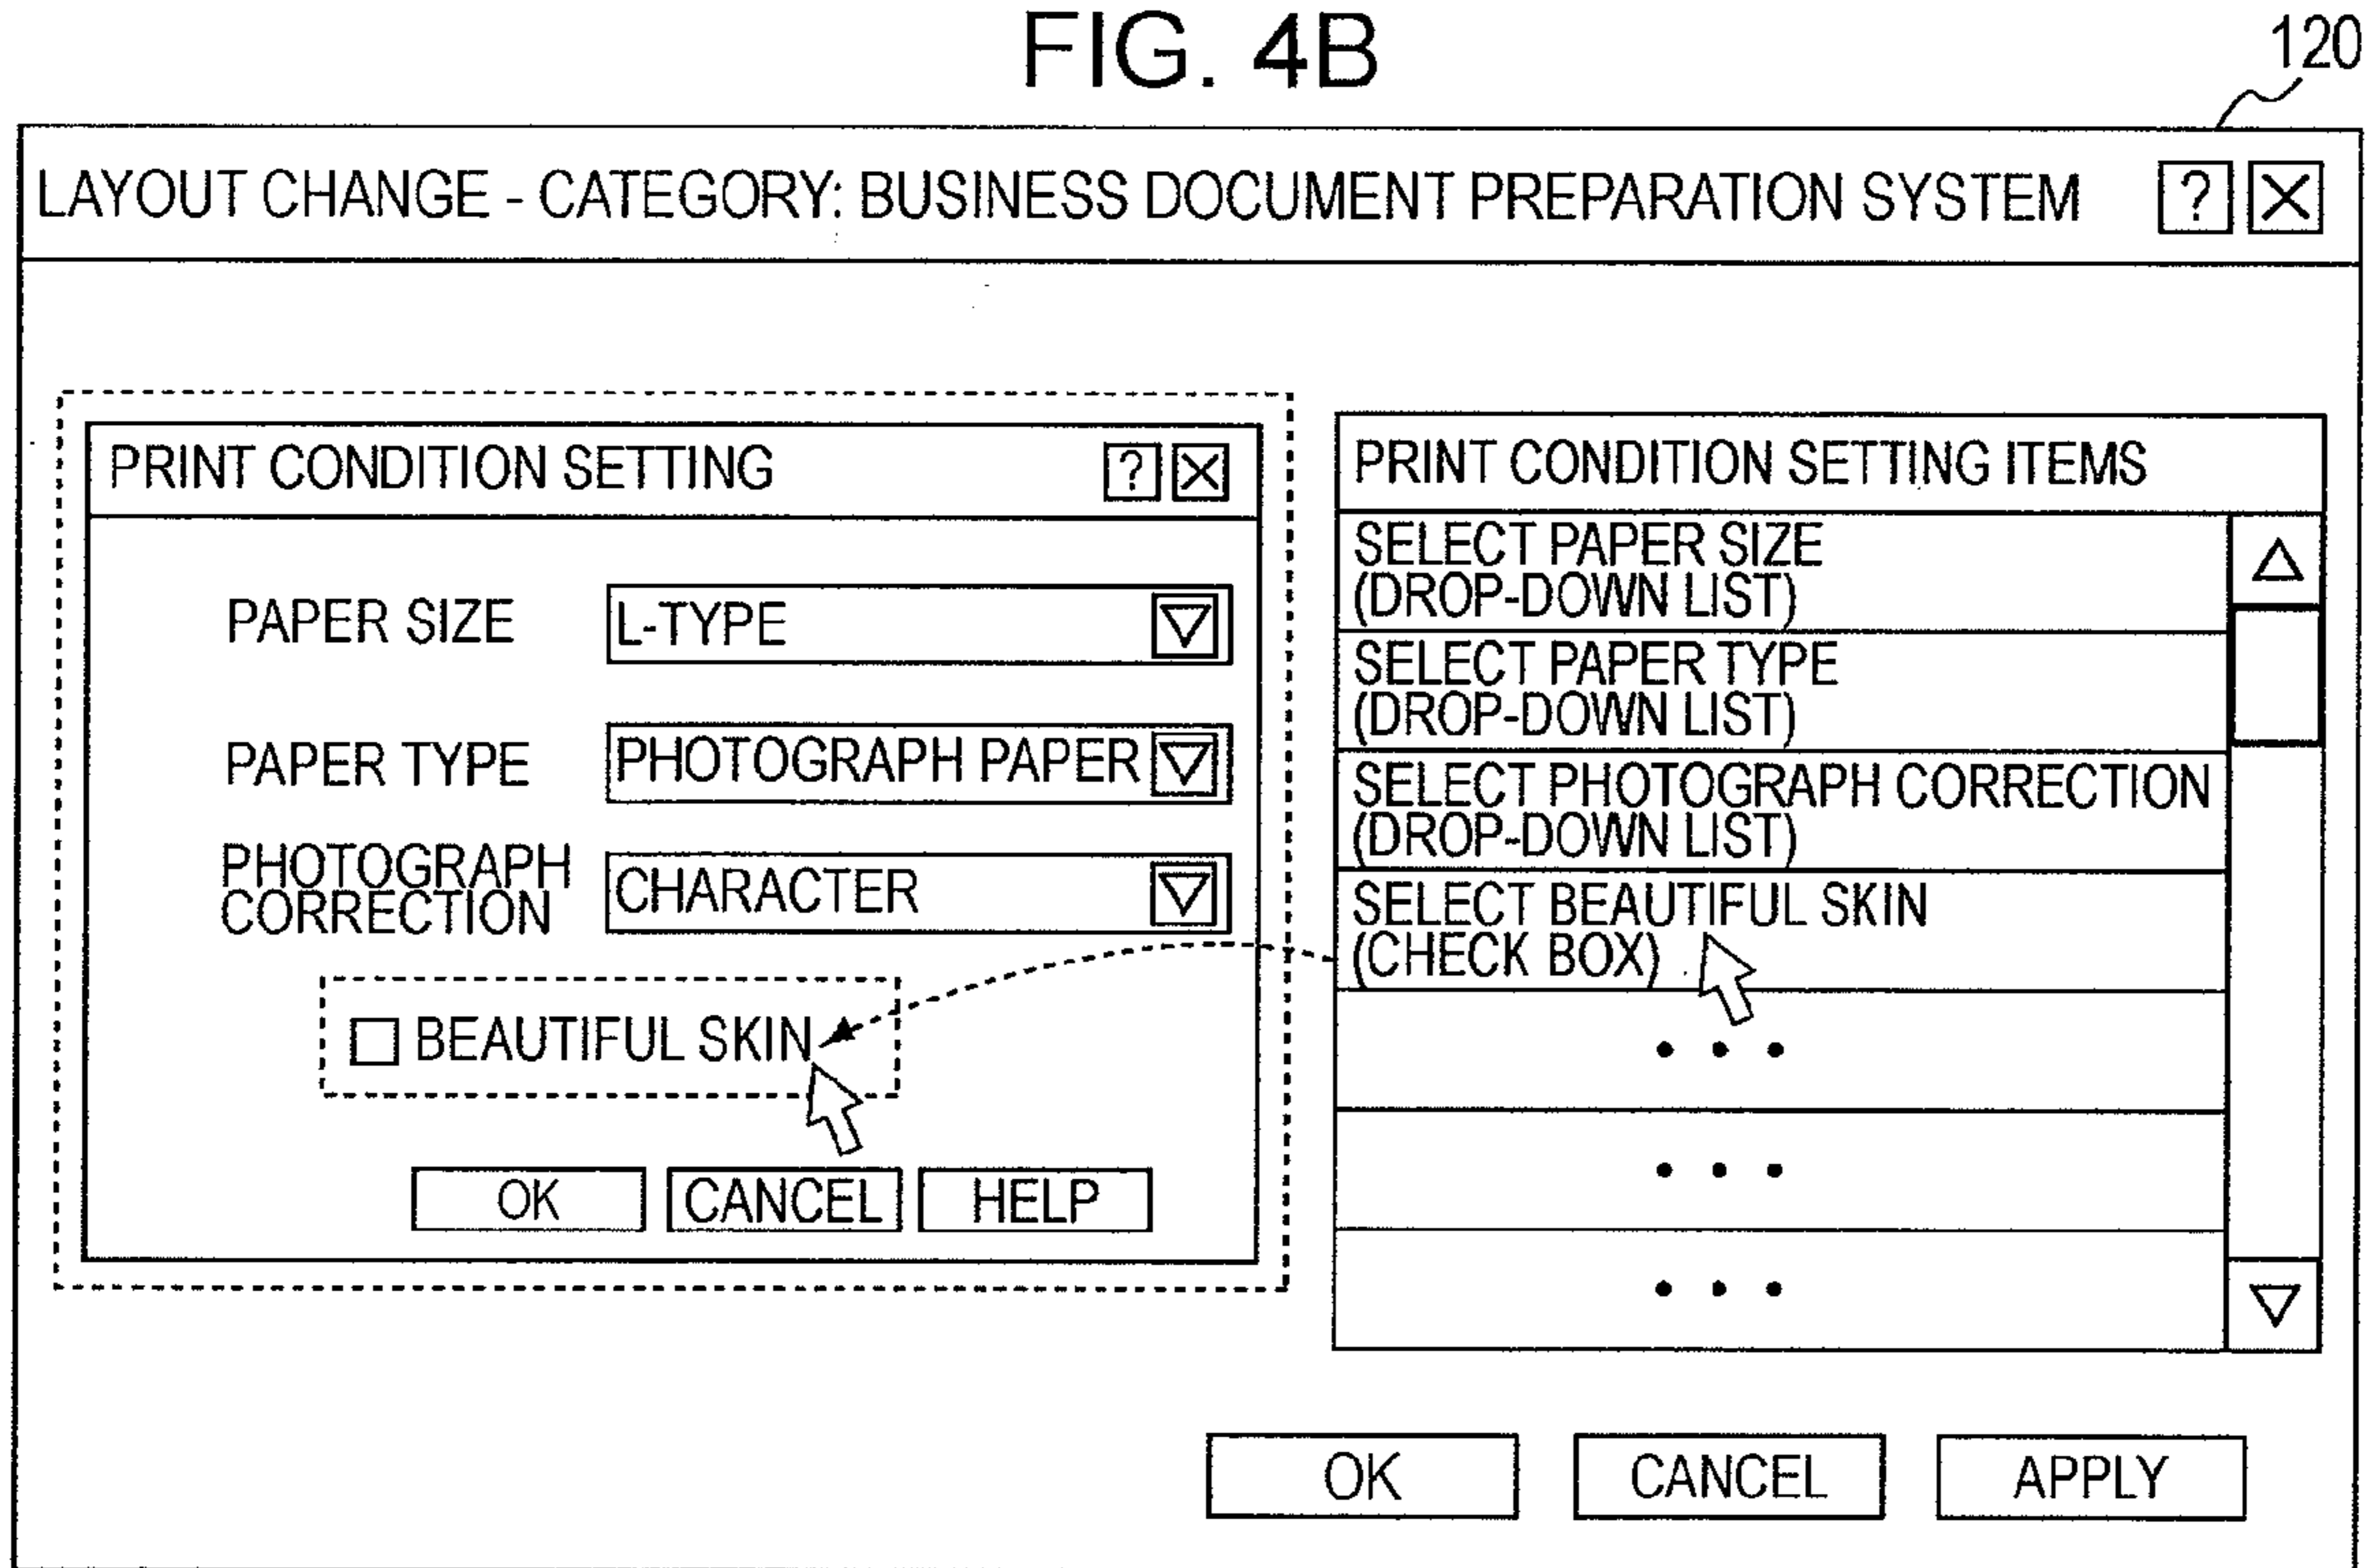 FIG. 4B
120
LAYOUT CHANGE - CATEGORY: BUSINESS DOCUMENT PREPARATION SYSTEM ?
PRINT CONDITION SETTING ?
PAPER SIZE L-TYPE
PAPER TYPE PHOTOGRAPH PAPER
PHOTOGRAPH
CORRECTION
CHARACTER
BEAUTIFUL SKIN
OK CANCEL HELP
PRINT CONDITION SETTING ITEMS
SELECT PAPER SIZE
(DROP-DOWN LIST)
SELECT PAPER TYPE
(DROP-DOWN LIST)
SELECT PHOTOGRAPH CORRECTION
(DROP-DOWN LIST)
SELECT BEAUTIFUL SKIN
(CHECK BOX)
• • •
• • •
• • •
OK CANCEL APPLY